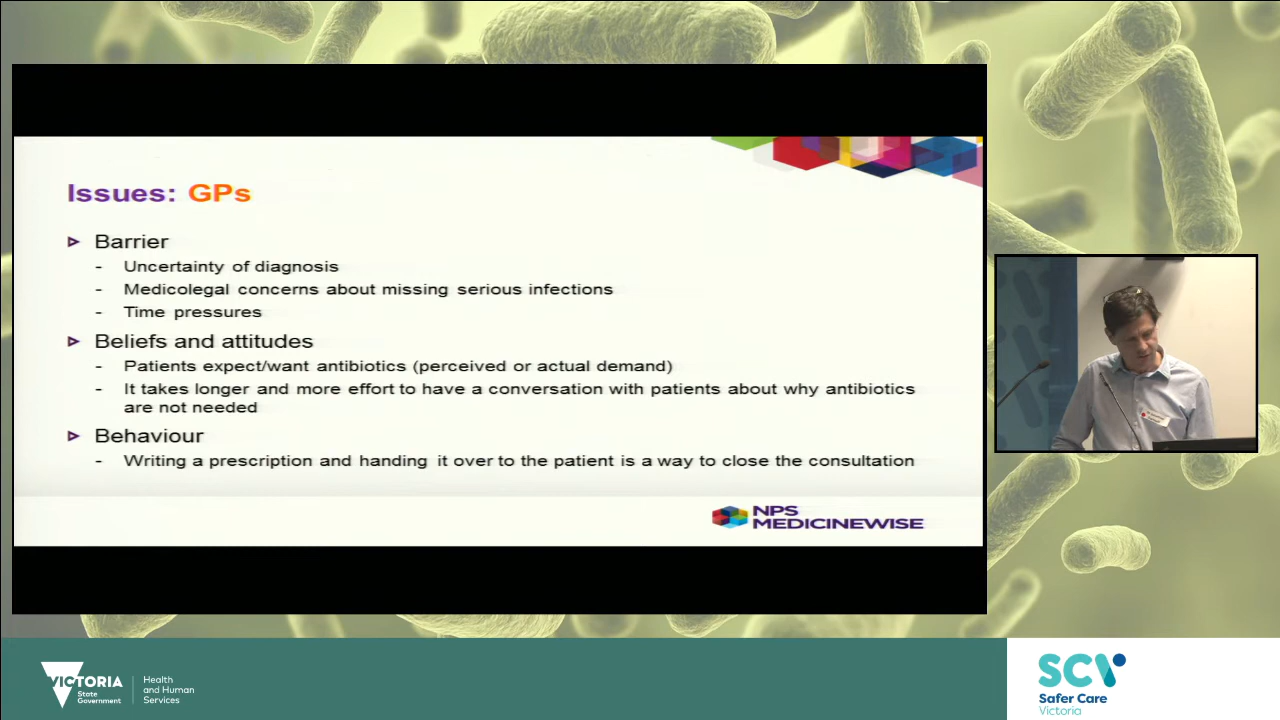 Issues: GPs
Barrier
- Uncertainty of diagnosis
- Medicolegal concerns about missing serious infections
- Time pressures
Beliefs and attitudes
- Patients expect/want antibiotics (perceived or actual demand)
- It takes longer and more effort to have a conversation with patients about why antibiotics
are not needed
Behaviour
- Writing a prescription and handing it over to the patient is a way to close the consultation
NPS
MEDICINEWISE
VICTORIA
State
Government
Health
and Human
Services
SCV
Safer Care
Victoria